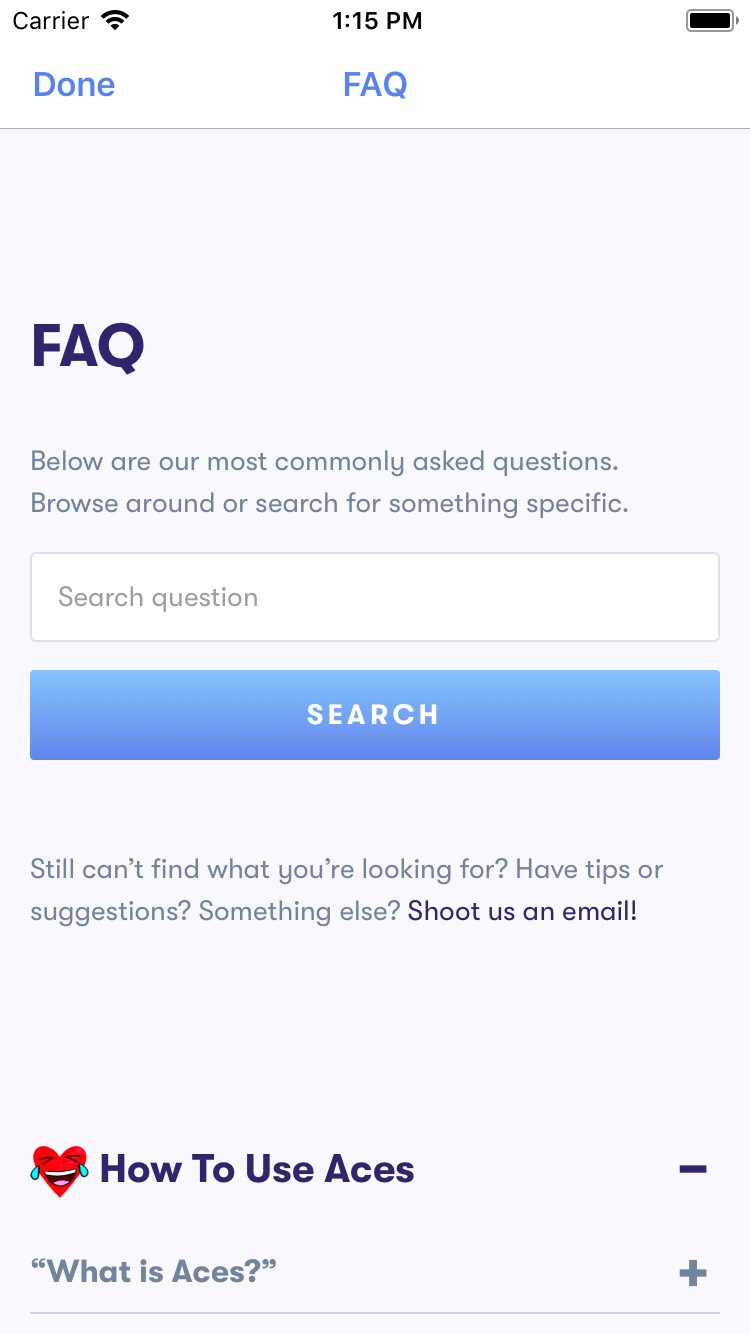 Carrier 1:15 PM
Done FAQ
FAQ
Below are our most commonly asked questions.
Browse around or search for something specific.
Search question
SEARCH
Still can’t find what you’re looking for? Have tips or
suggestions? Something else? Shoot us an email!
How To Use Aces
“What is Aces?”